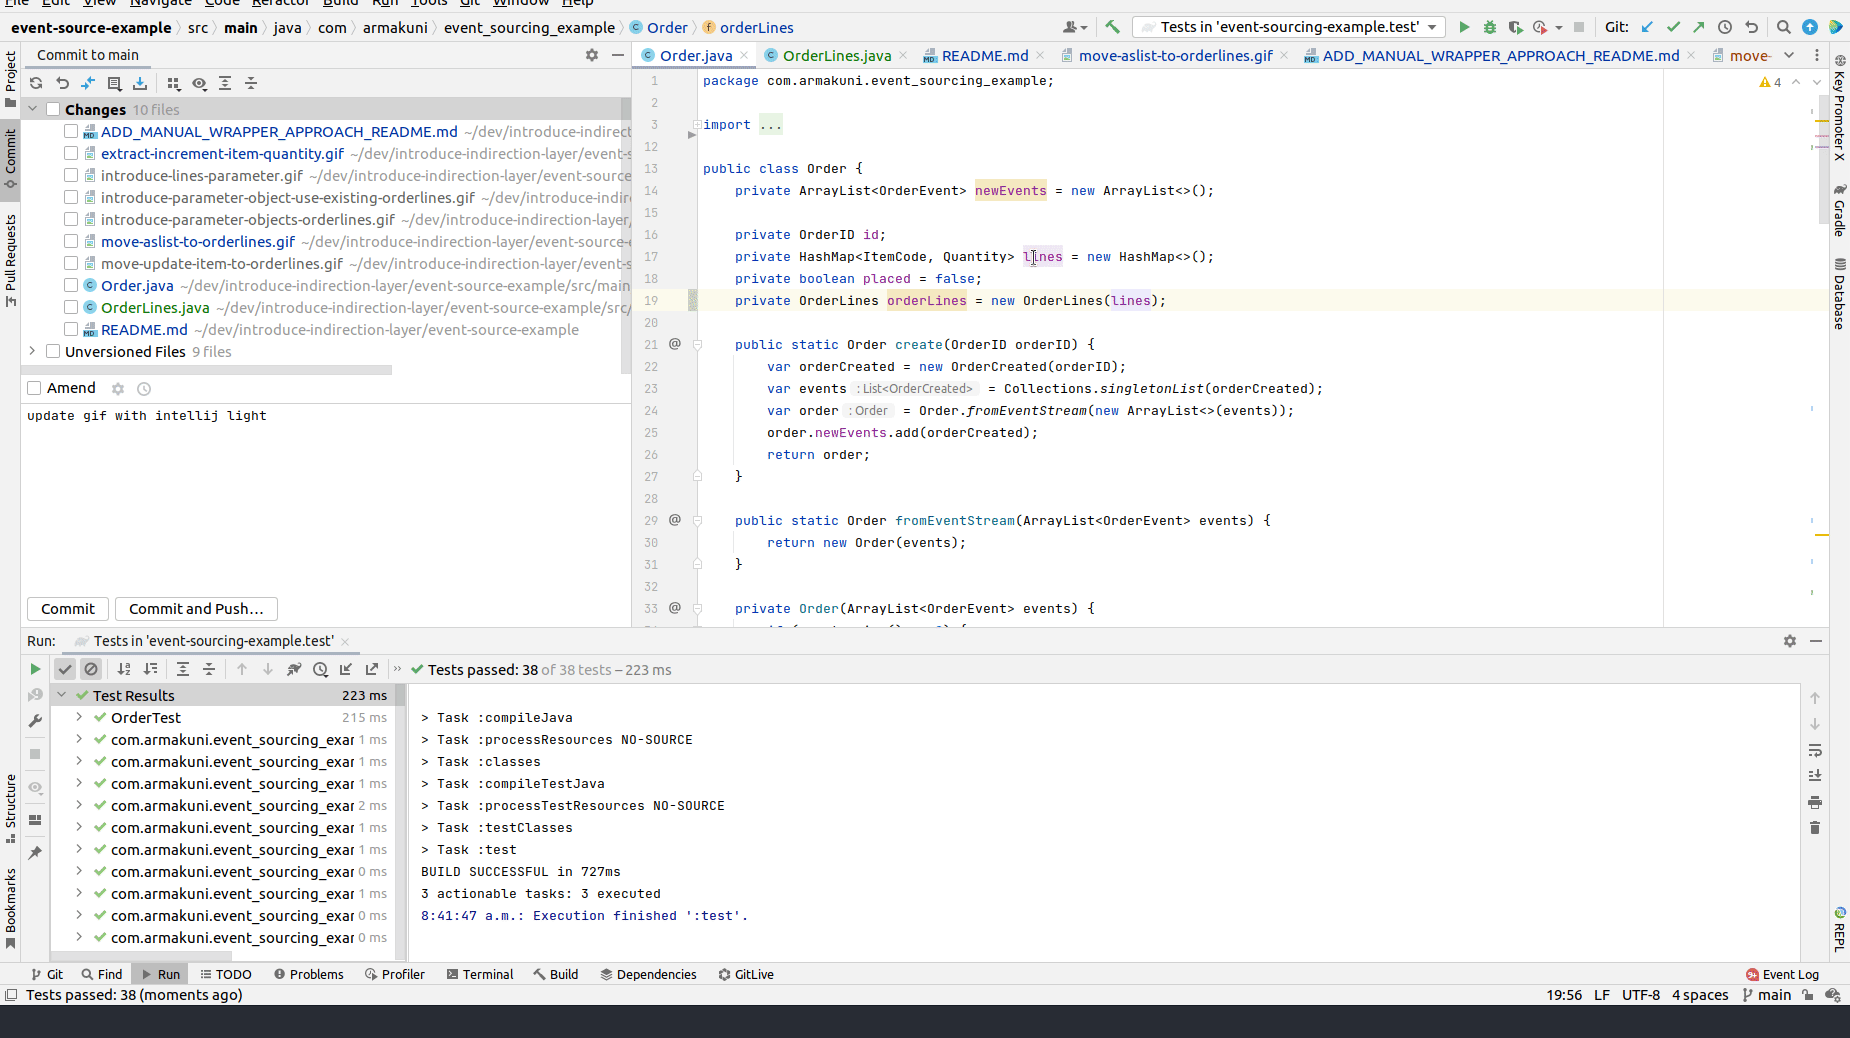 File Edit View Navigate Code Refactor Build Run Tools Git Window Help
event-source-example src main java com armakuni event_sourcing_example Order orderLines
Tests in 'event-sourcing-example.test'
Git:
Commit to main
Order.java OrderLines.java README.md move-aslist-to-orderlines.gif ADD_MANUAL_WRAPPER_APPROACH_README.md move-
Project
Commit
Pull Requests
Structure
Bookmarks
Changes 10 files
ADD_MANUAL_WRAPPER_APPROACH_README.md ~/dev/introduce-indirect
extract-increment-item-quantity.gif ~/dev/introduce-indirection-layer/event-s
introduce-lines-parameter.gif ~/dev/introduce-indirection-layer/event-source
introduce-parameter-object-use-existing-orderlines.gif ~/dev/introduce-indired
introduce-parameter-objects-orderlines.gif ~/dev/introduce-indirection-layer/
move-aslist-to-orderlines.gif ~/dev/introduce-indirection-layer/event-source-
move-update-item-to-orderlines.gif ~/dev/introduce-indirection-layer/event-s
Order.java ~/dev/introduce-indirection-layer/event-source-example/src/main
OrderLines.java ~/dev/introduce-indirection-layer/event-source-example/src/
README.md ~/dev/introduce-indirection-layer/event-source-example
Unversioned Files 9 files
Amend
update gif with intellij light
Commit Commit and Push...
1 package com.armakuni.event_sourcing_example;
2
3 import ...
12
13 public class Order {
14 private ArrayList<OrderEvent> newEvents = new ArrayList<>();
15
16 private OrderID id;
17 private HashMap<ItemCode, Quantity> lines = new HashMap<>();
18 private boolean placed = false;
19 private OrderLines orderLines = new OrderLines(lines);
20
21 @ public static Order create(OrderID orderID) {
22 var orderCreated = new OrderCreated(orderID);
23 var events : List<OrderCreated> = Collections.singletonList(orderCreated);
24 var order : Order = Order.fromEventStream(new ArrayList<>(events));
25 order.newEvents.add(orderCreated);
26 return order;
27 }
28
29 @ public static Order fromEventStream(ArrayList<OrderEvent> events) {
30 return new Order(events);
31 }
32
33 @ private Order(ArrayList<OrderEvent> events) {
4
Key Promoter X
Gradle
Database
REPL
Run: Tests in 'event-sourcing-example.test'
Tests passed: 38 of 38 tests – 223 ms
Test Results 223 ms
OrderTest 215 ms
com.armakuni.event_sourcing_exar 1 ms
com.armakuni.event_sourcing_exar 1 ms
com.armakuni.event_sourcing_exar 1 ms
com.armakuni.event_sourcing_exar 2 ms
com.armakuni.event_sourcing_exar 1 ms
com.armakuni.event_sourcing_exar 1 ms
com.armakuni.event_sourcing_exar 0 ms
com.armakuni.event_sourcing_exar 1 ms
com.armakuni.event_sourcing_exar 0 ms
com.armakuni.event_sourcing_exar 0 ms
> Task :compileJava
> Task :processResources NO-SOURCE
> Task :classes
> Task :compileTestJava
> Task :processTestResources NO-SOURCE
> Task :testClasses
> Task :test
BUILD SUCCESSFUL in 727ms
3 actionable tasks: 3 executed
8:41:47 a.m.: Execution finished ':test'.
Git Find Run TODO Problems Profiler Terminal Build Dependencies GitLive Event Log
Tests passed: 38 (moments ago) 19:56 LF UTF-8 4 spaces main